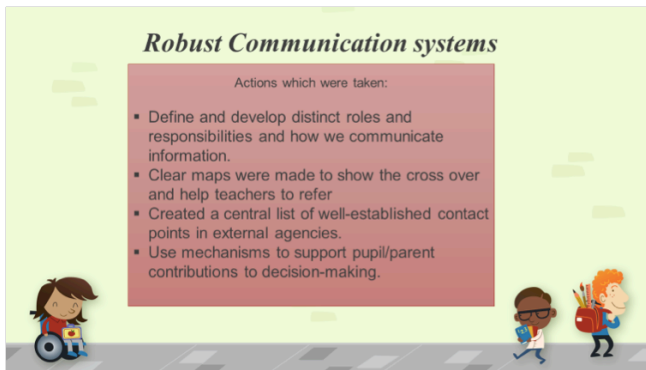 Robust Communication systems
Actions which were taken:
▪ Define and develop distinct roles and
responsibilities and how we communicate
information.
▪ Clear maps were made to show the cross over
and help teachers to refer
▪ Created a central list of well-established contact
points in external agencies.
▪ Use mechanisms to support pupil/parent
contributions to decision-making.